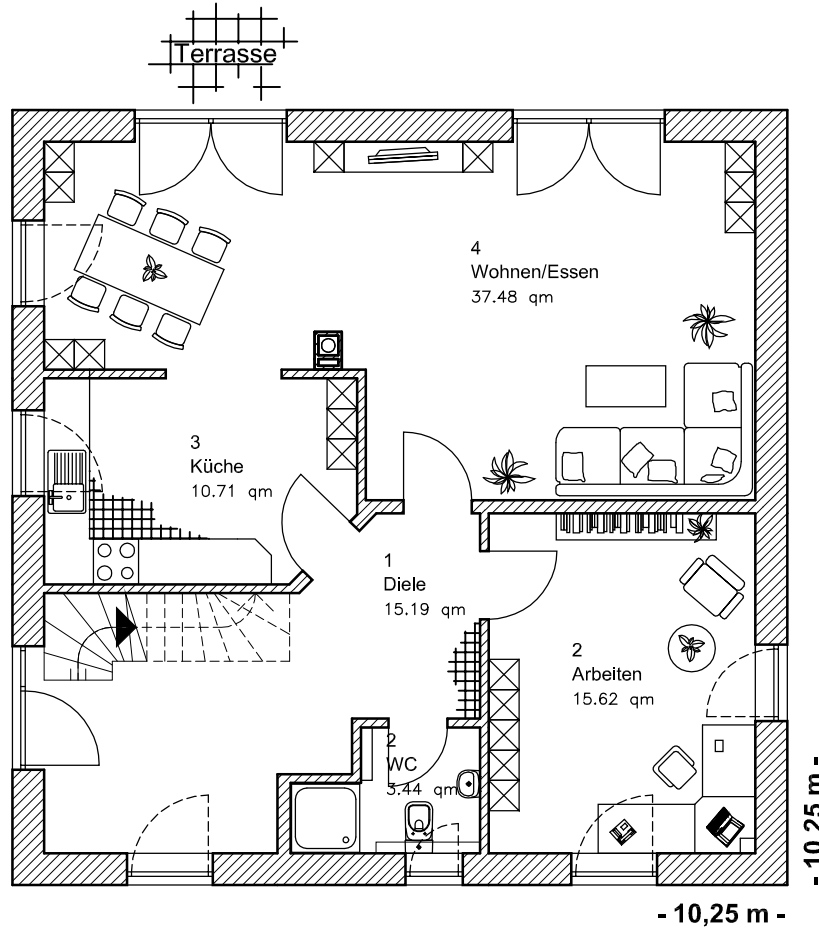 Terrasse
4
Wohnen/Essen
37.48 qm
3
Küche
10.71 qm
1
Diele
15.19 qm
2
Arbeiten
15.62 qm
2
WC
3.44 qm
- 10,25 m -
- 10,25 m -